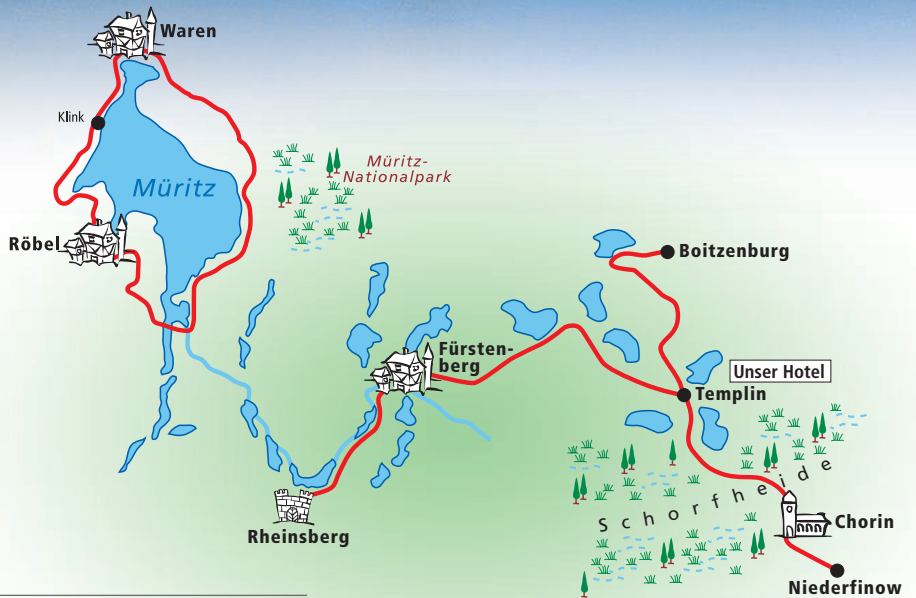 Waren
Klink
Müritz-
Nationalpark
Müritz
Röbel
Boitzenburg
Fürsten-
berg
Unser Hotel
Templin
Schorfheide
Rheinsberg
Chorin
Niederfinow